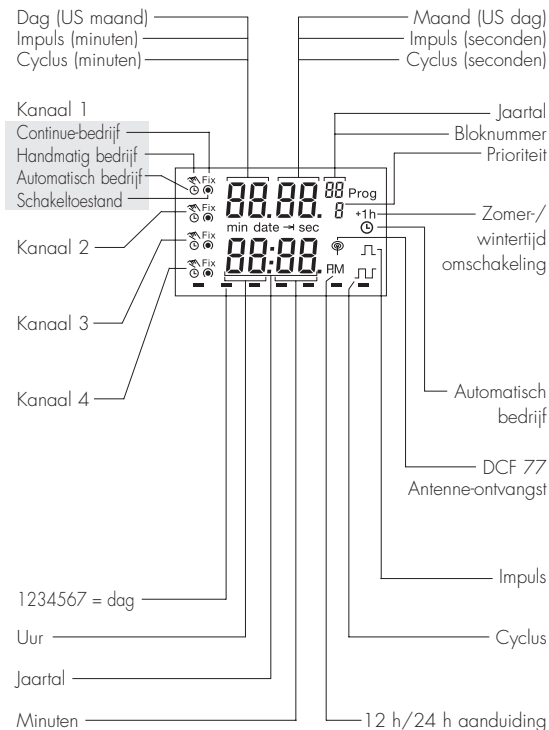 Dag (US maand)
Impuls (minuten)
Cyclus (minuten)
Maand (US dag)
Impuls (seconden)
Cyclus (seconden)
Kanaal 1
Continue-bedrijf
Handmatig bedrijf
Automatisch bedrijf
Schakeltoestand
Jaartal
Bloknummer
Prioriteit
Fix
88.88. 88 Prog
8 +1h
min date sec
Fix
Fix
88:88. PM
Fix
Kanaal 2
Kanaal 3
Kanaal 4
Zomer-/
wintertijd
omschakeling
Automatisch
bedrijf
DCF 77
Antenne-ontvangst
Impuls
1234567 = dag
Uur
Cyclus
Jaartal
Minuten
12 h/24 h aanduiding